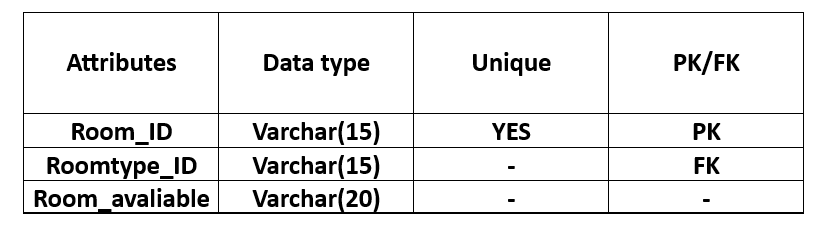 Attributes Data type Unique PK/FK
Room_ID Varchar(15) YES PK
Roomtype_ID Varchar(15) - FK
Room_avaliable Varchar(20) - -